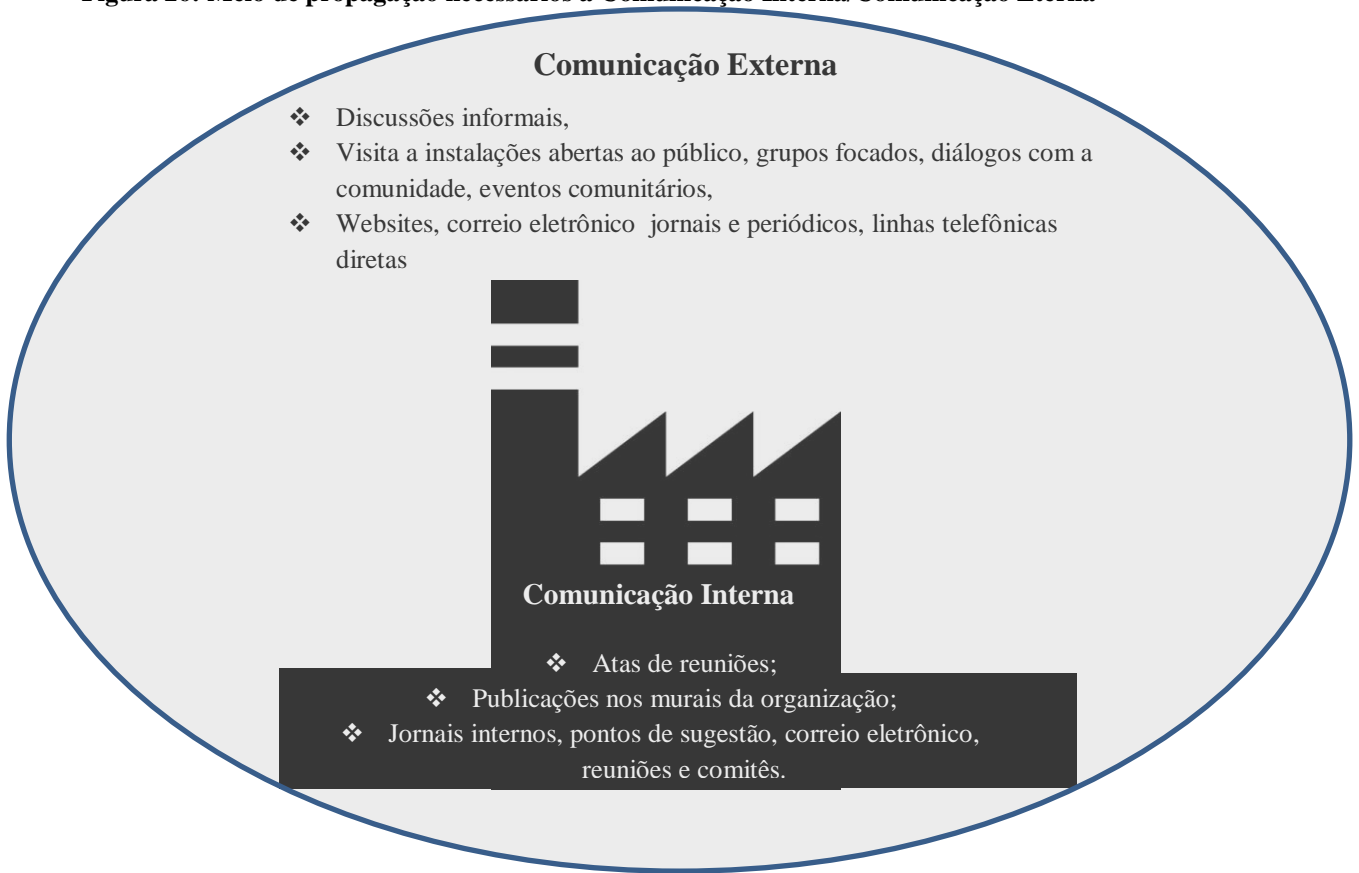 Comunicação Externa
❖ Discussões informais,
❖ Visita a instalações abertas ao público, grupos focados, diálogos com a
comunidade, eventos comunitários,
❖ Websites, correio eletrônico jornais e periódicos, linhas telefônicas
diretas
Comunicação Interna
❖ Atas de reuniões;
❖ Publicações nos murais da organização;
❖ Jornais internos, pontos de sugestão, correio eletrônico,
reuniões e comitês.